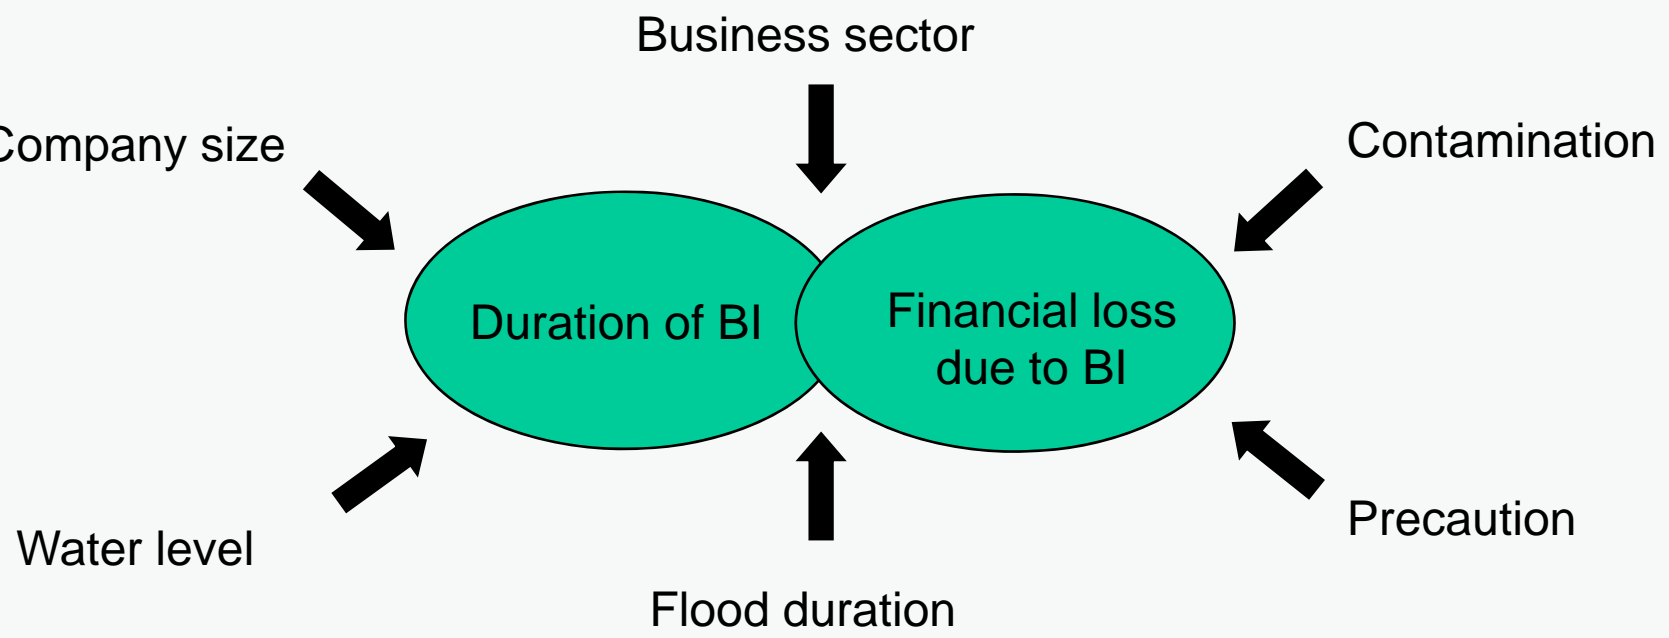 Business sector
Company size
Contamination
Duration of BI
Financial loss
due to BI
Water level
Precaution
Flood duration